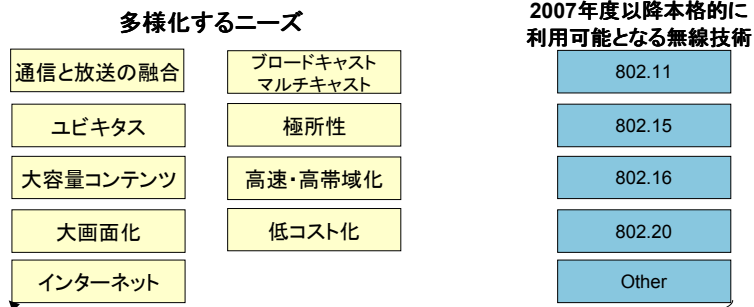 多様化するニーズ
2007年度以降本格的に
利用可能となる無線技術
通信と放送の融合
ブロードキャスト
マルチキャスト
802.11
ユビキタス
極所性
802.15
大容量コンテンツ
高速・高帯域化
802.16
大画面化
低コスト化
802.20
インターネット
Other